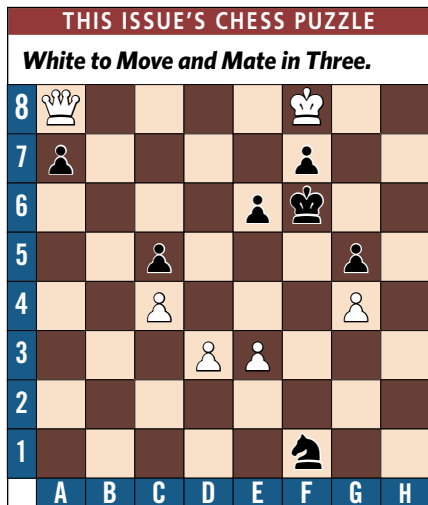 THIS ISSUE'S CHESS PUZZLE
White to Move and Mate in Three.
8
7
6
5
4
3
2
1
A B C D E F G H